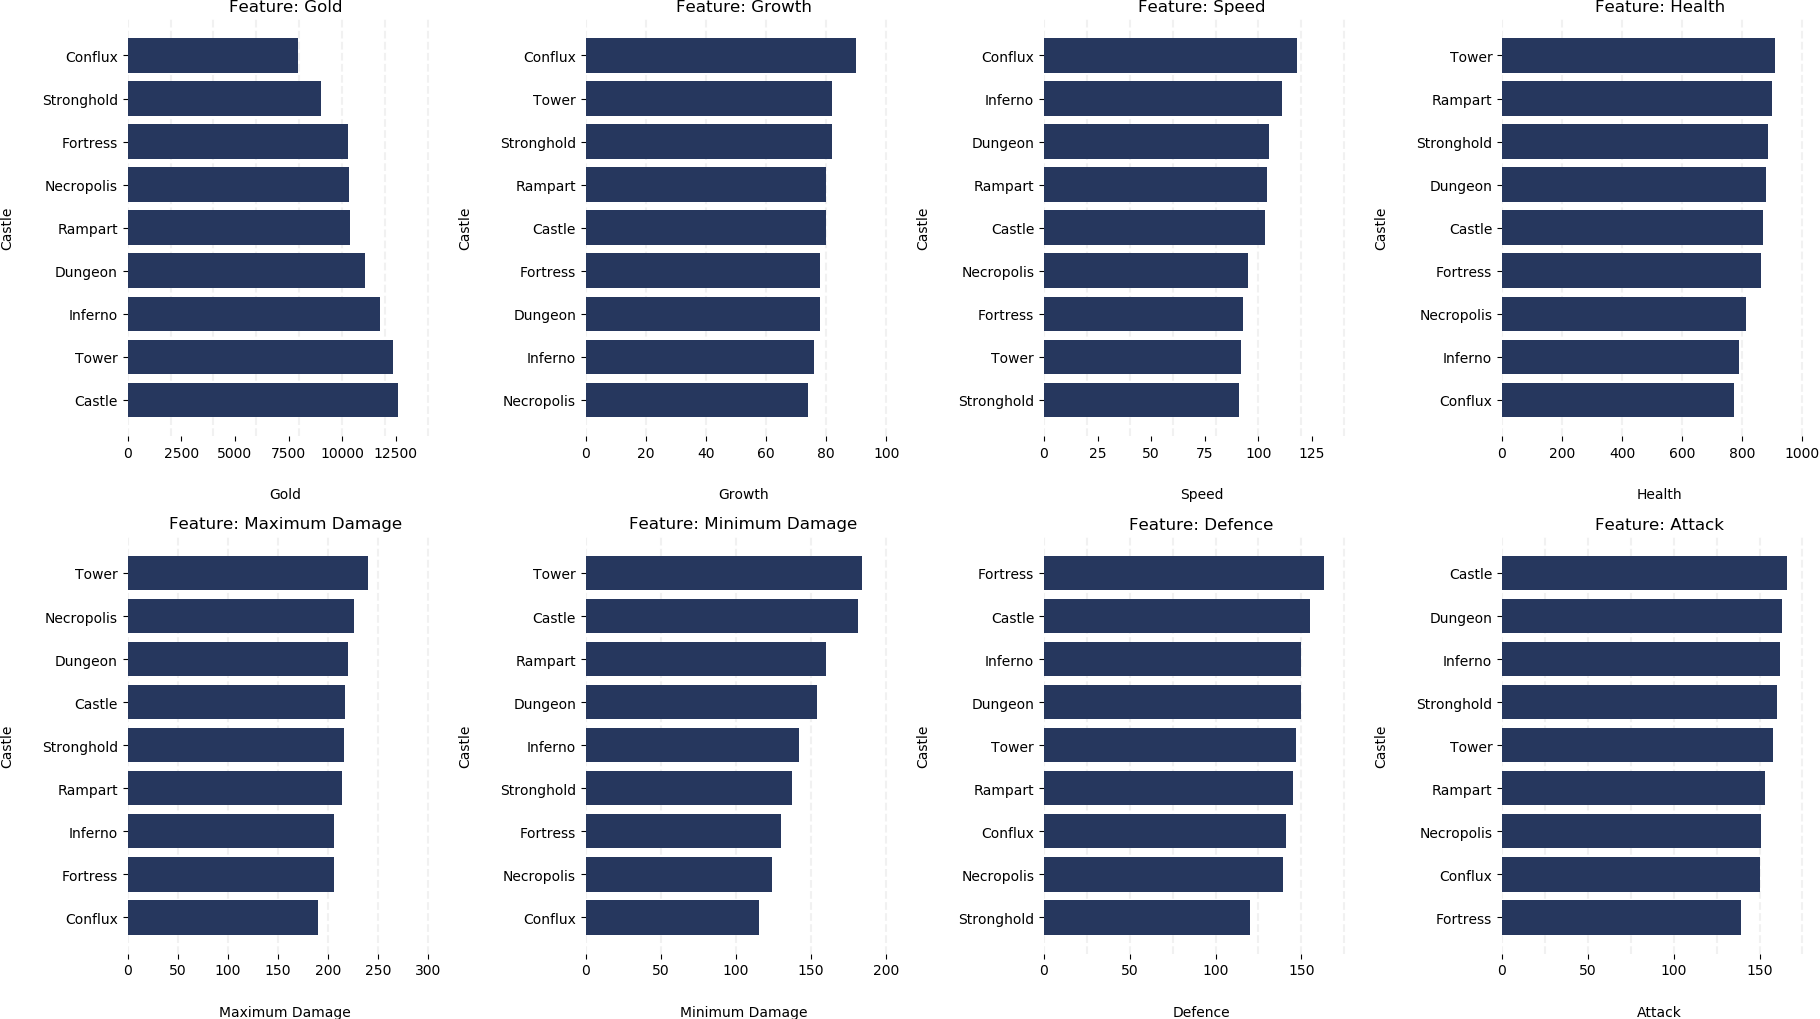 Feature: Gold
Castle
Conflux
Stronghold
Fortress
Necropolis
Rampart
Dungeon
Inferno
Tower
Castle
0 2500 5000 7500 10000 12500
Gold
Feature: Growth
Castle
Conflux
Tower
Stronghold
Rampart
Castle
Fortress
Dungeon
Inferno
Necropolis
0 20 40 60 80 100
Growth
Feature: Speed
Castle
Conflux
Inferno
Dungeon
Rampart
Castle
Necropolis
Fortress
Tower
Stronghold
0 25 50 75 100 125
Speed
Feature: Health
Castle
Tower
Rampart
Stronghold
Dungeon
Castle
Fortress
Necropolis
Inferno
Conflux
0 200 400 600 800 1000
Health
Feature: Maximum Damage
Castle
Tower
Necropolis
Dungeon
Castle
Stronghold
Rampart
Inferno
Fortress
Conflux
0 50 100 150 200 250 300
Maximum Damage
Feature: Minimum Damage
Castle
Tower
Castle
Rampart
Dungeon
Inferno
Stronghold
Fortress
Necropolis
Conflux
0 50 100 150 200
Minimum Damage
Feature: Defence
Castle
Fortress
Castle
Inferno
Dungeon
Tower
Rampart
Conflux
Necropolis
Stronghold
0 50 100 150
Defence
Feature: Attack
Castle
Castle
Dungeon
Inferno
Stronghold
Tower
Rampart
Necropolis
Conflux
Fortress
0 50 100 150
Attack